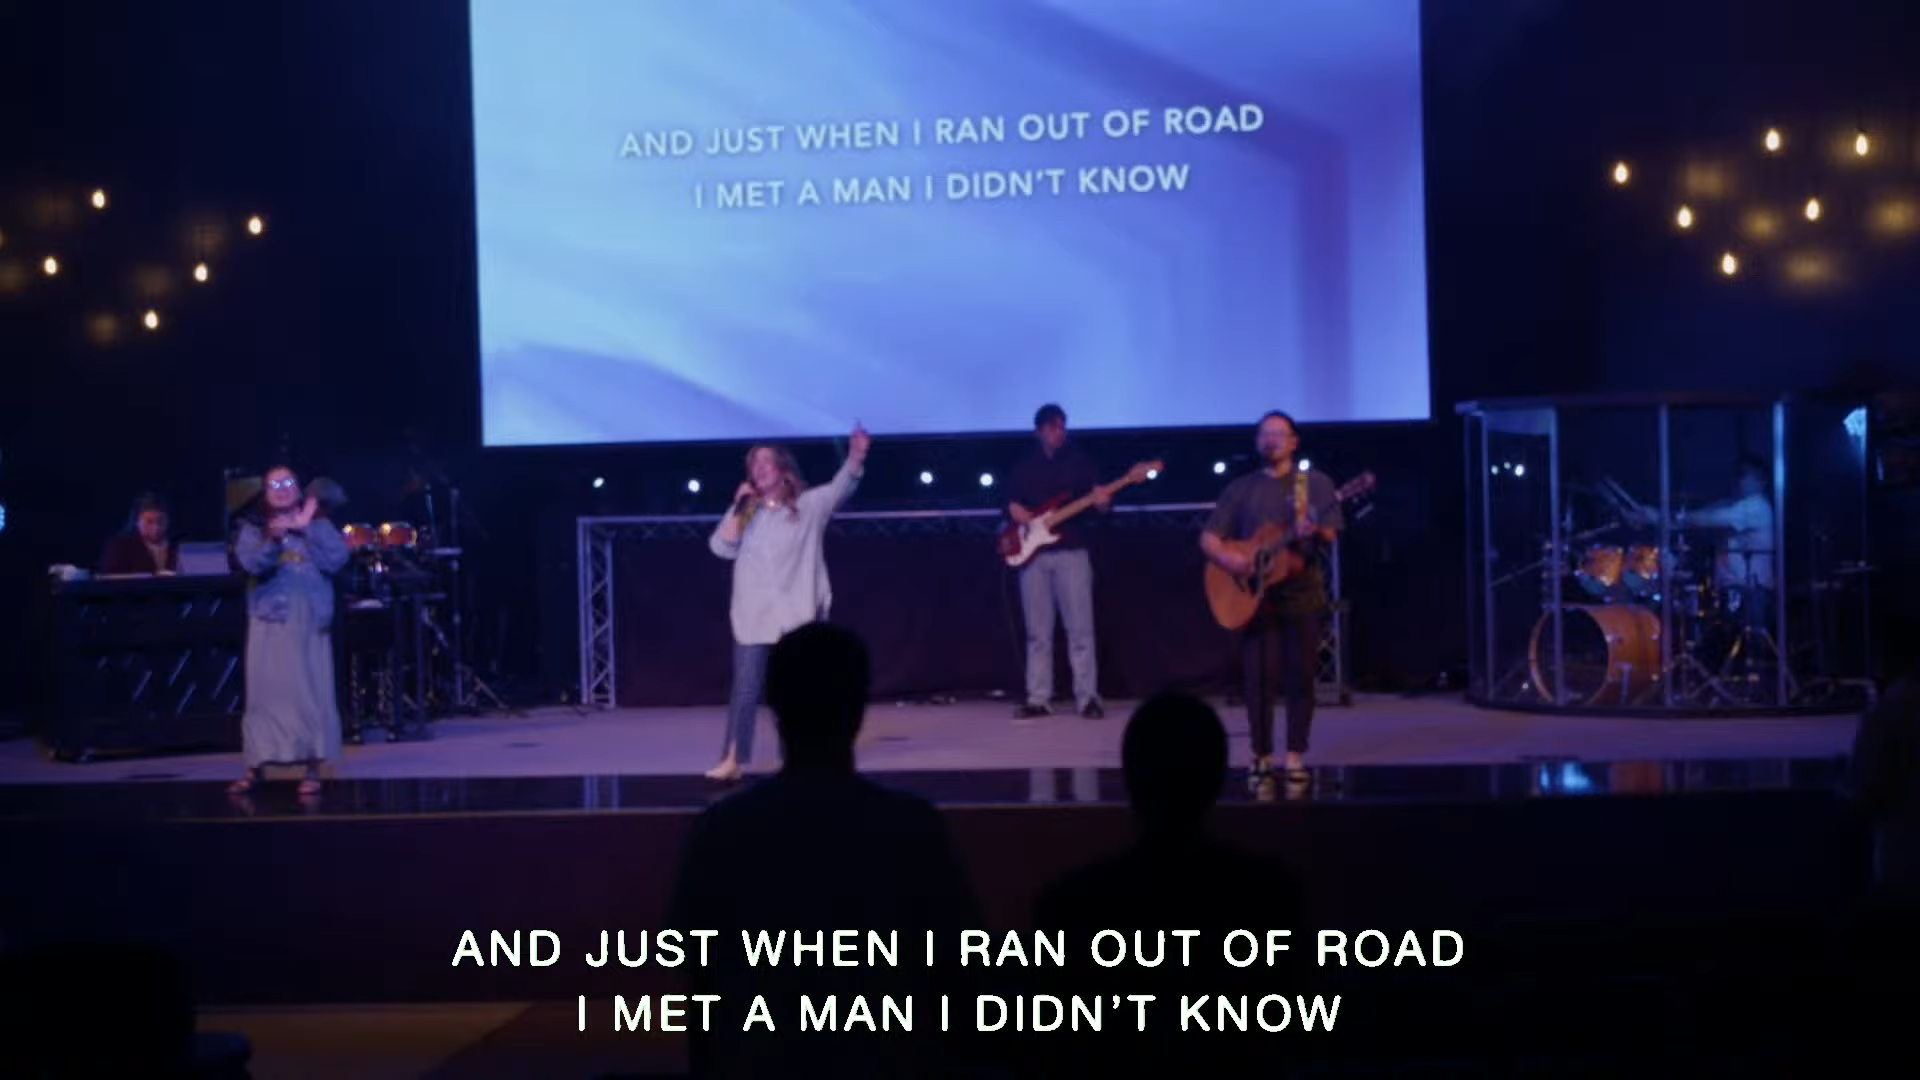 AND JUST WHEN I RAN OUT OF ROAD
I MET A MAN I DIDN'T KNOW
AND JUST WHEN I RAN OUT OF ROAD
I MET A MAN I DIDN'T KNOW